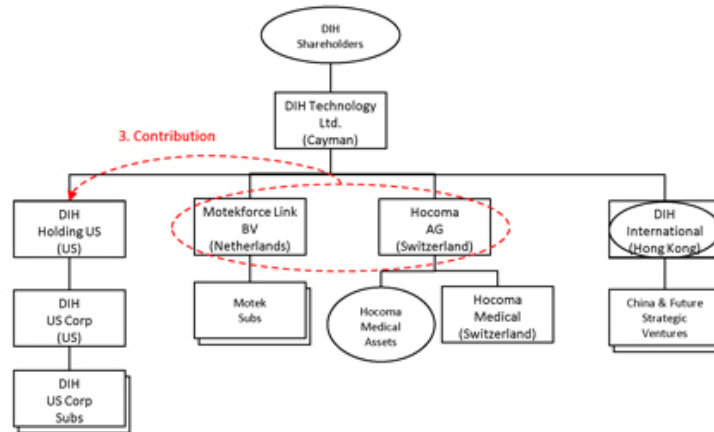 DIH
Shareholders
DIH Technology
Ltd.
(Cayman)
3. Contribution
DIH
Holding US
(US)
Motekforce Link
BV
(Netherlands)
Hocoma
AG
(Switzerland)
DIH
International
(Hong Kong)
DIH
US Corp
(US)
Motek
Subs
Hocoma
Medical
Assets
Hocoma
Medical
(Switzerland)
China & Future
Strategic
Ventures
DIH
US Corp
Subs